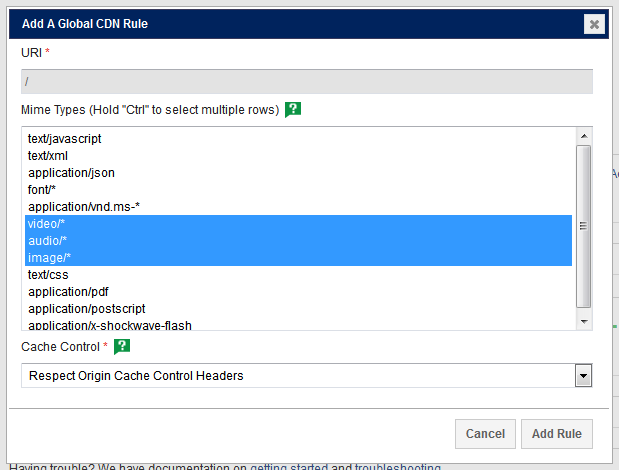 Add A Global CDN Rule
URI *
/
Mime Types (Hold "Ctrl" to select multiple rows) ?
text/javascript
text/xml
application/json
font/*
application/vnd.ms-*
video/*
audio/*
image/*
text/css
application/pdf
application/postscript
application/x-shockwave-flash
Cache Control * ?
Respect Origin Cache Control Headers
Cancel Add Rule
Having trouble? We have documentation on getting started and troubleshooting